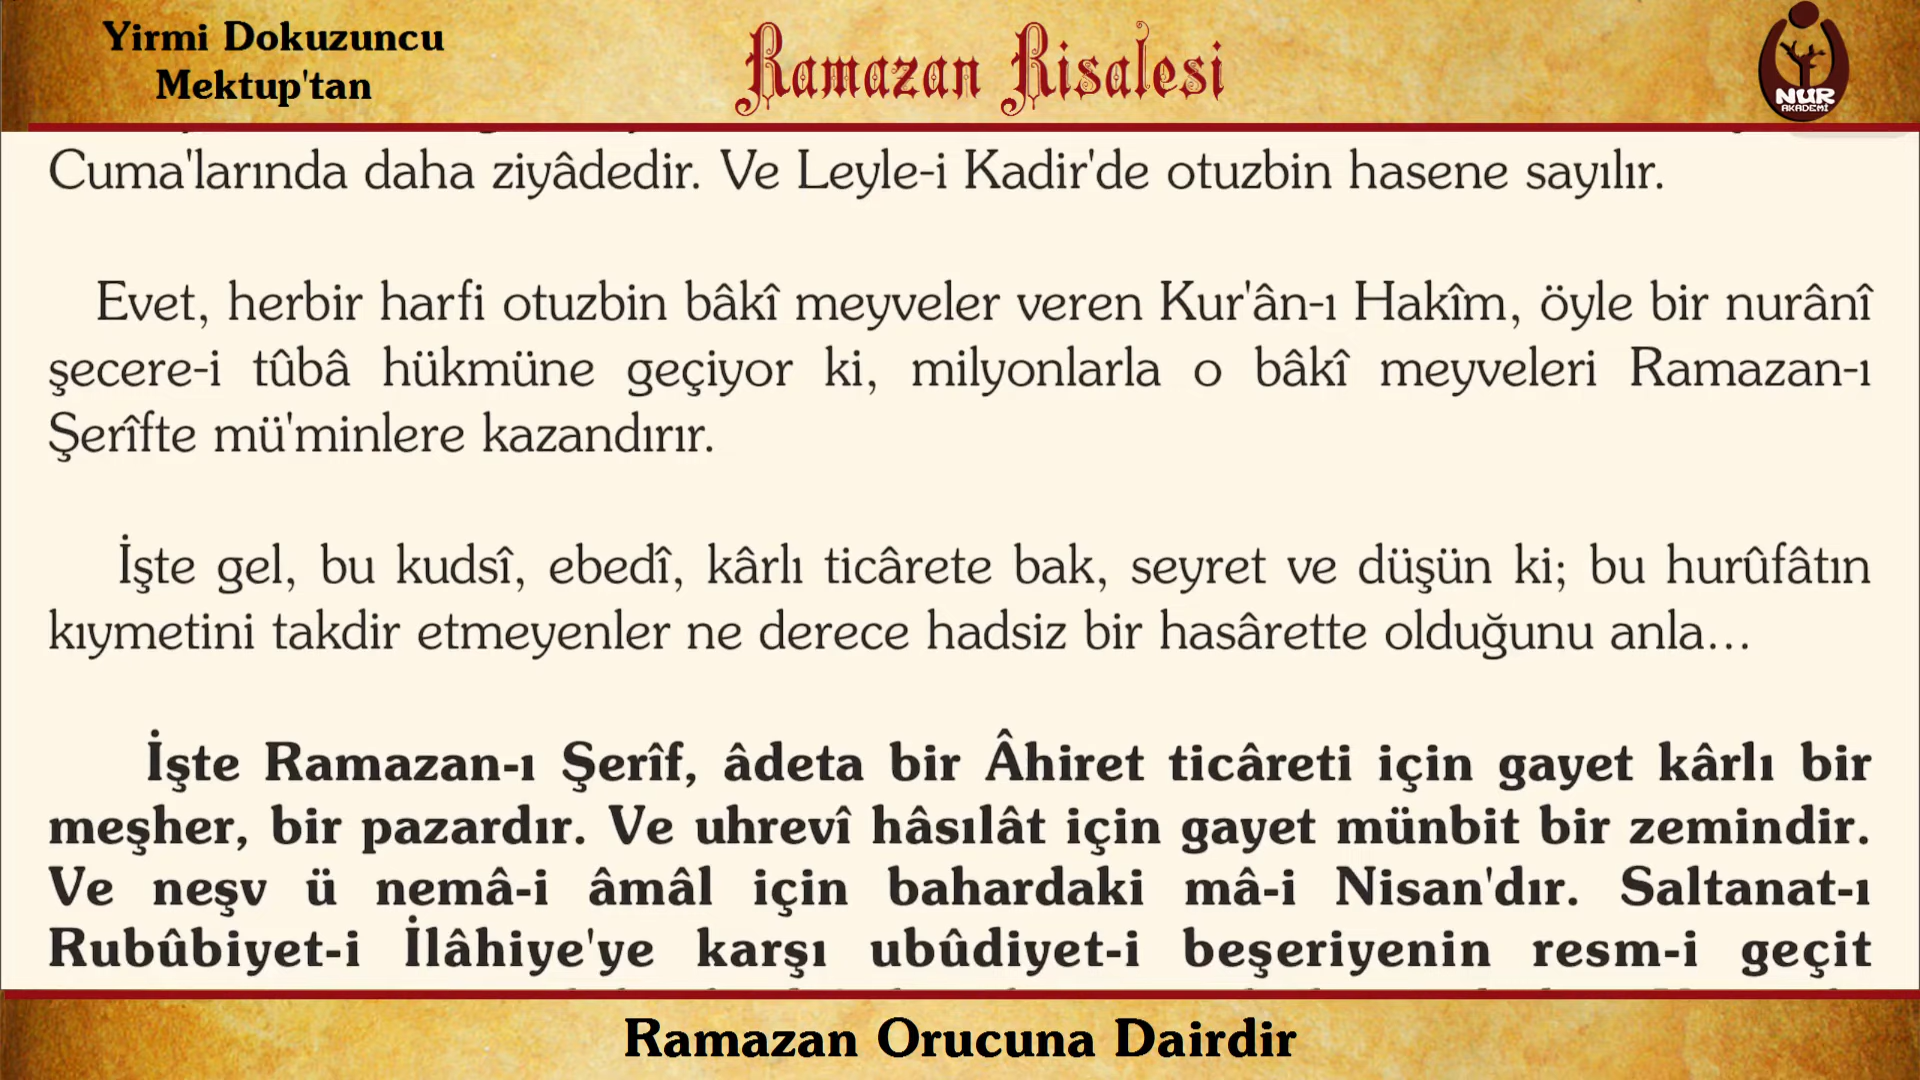 Yirmi Dokuzuncu
Mektup'tan
Ramazan Risalesi
NUR
AKADEMİ
Cuma'larında daha ziyâdedir. Ve Leyle-i Kadir'de otuzbin hasene sayılır.
Evet, herbir harfi otuzbin bâkî meyveler veren Kur'ân-ı Hakîm, öyle bir nurânî
şecere-i tûbâ hükmüne geçiyor ki, milyonlarla o bâkî meyveleri Ramazan-ı
Şerîfte mü'minlere kazandırır.
İşte gel, bu kudsî, ebedî, kârlı ticârete bak, seyret ve düşün ki; bu hurûfâtın
kıymetini takdir etmeyenler ne derece hadsiz bir hasârette olduğunu anla...
İşte Ramazan-ı Şerîf, âdeta bir Âhiret ticâreti için gayet kârlı bir
meşher, bir pazardır. Ve uhrevî hâsılât için gayet münbit bir zemindir.
Ve neşv ü nemâ-i âmâl için bahardaki mâ-i Nisan'dır. Saltanat-ı
Rubûbiyet-i İlâhiye'ye karşı ubûdiyet-i beşeriyenin resm-i geçit
Ramazan Orucuna Dairdir